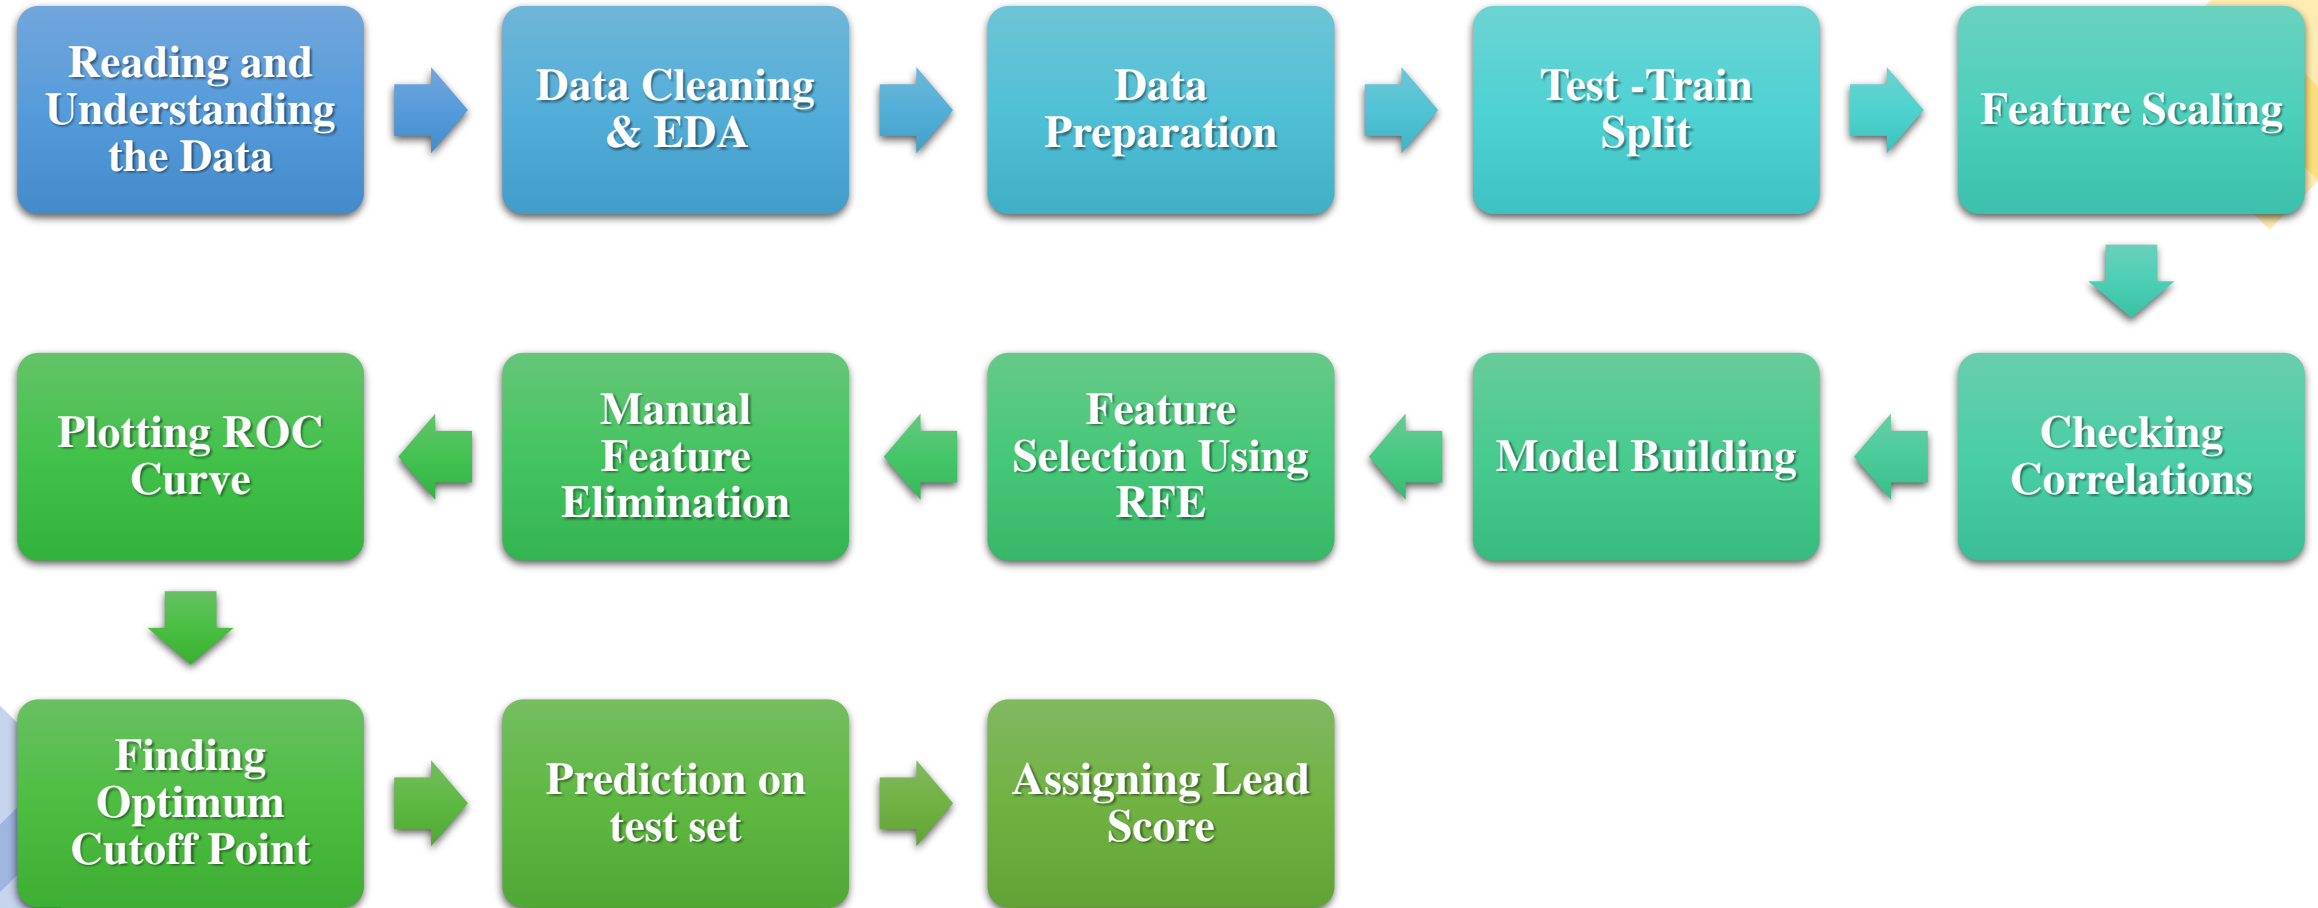 Reading and
Understanding
the Data
Data Cleaning
& EDA
Data
Preparation
Test -Train
Split
Feature Scaling
Checking
Correlations
Model Building
Feature
Selection Using
RFE
Manual
Feature
Elimination
Plotting ROC
Curve
Finding
Optimum
Cutoff Point
Prediction on
test set
Assigning Lead
Score